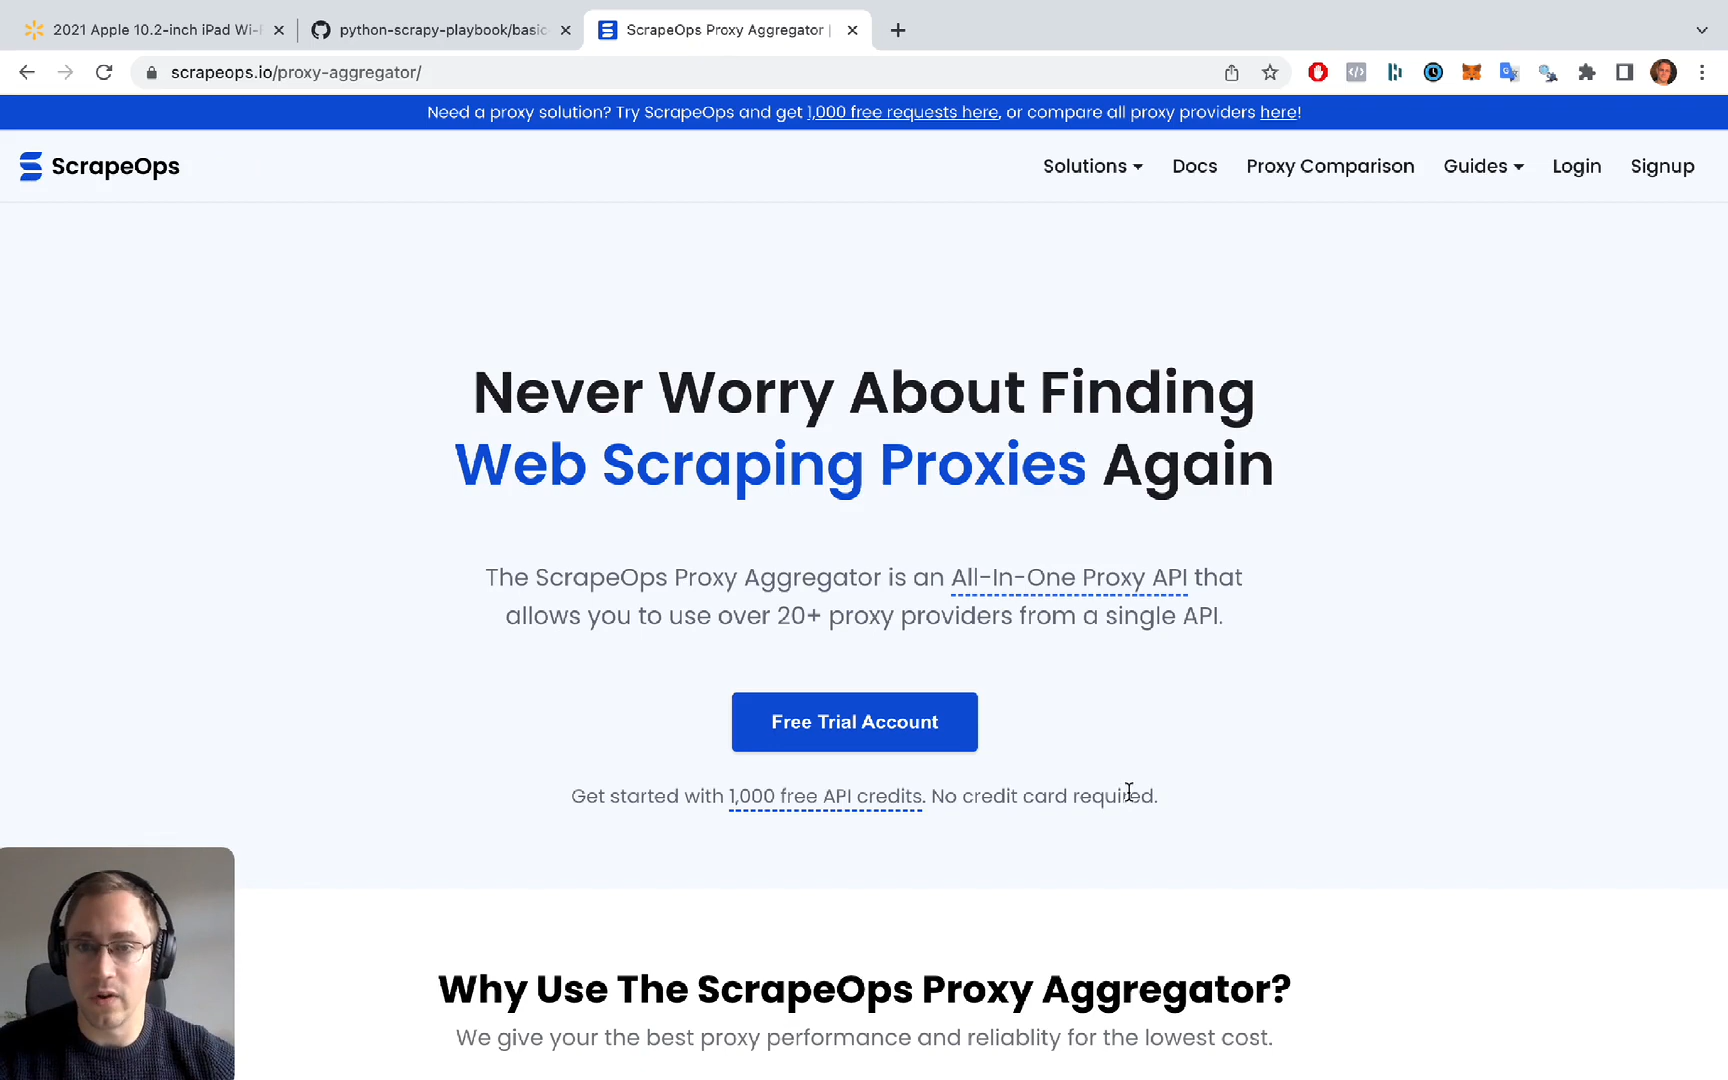 2021 Apple 10.2-inch iPad Wi-F
python-scrapy-playbook/basic
ScrapeOps Proxy Aggregator |
scrapeops.io/proxy-aggregator/
Need a proxy solution? Try ScrapeOps and get 1,000 free requests here, or compare all proxy providers here!
ScrapeOps
Solutions Docs Proxy Comparison Guides Login Signup
Never Worry About Finding
Web Scraping Proxies Again
The ScrapeOps Proxy Aggregator is an All-In-One Proxy API that
allows you to use over 20+ proxy providers from a single API.
Free Trial Account
Get started with 1,000 free API credits. No credit card required.
Why Use The ScrapeOps Proxy Aggregator?
We give your the best proxy performance and reliablity for the lowest cost.